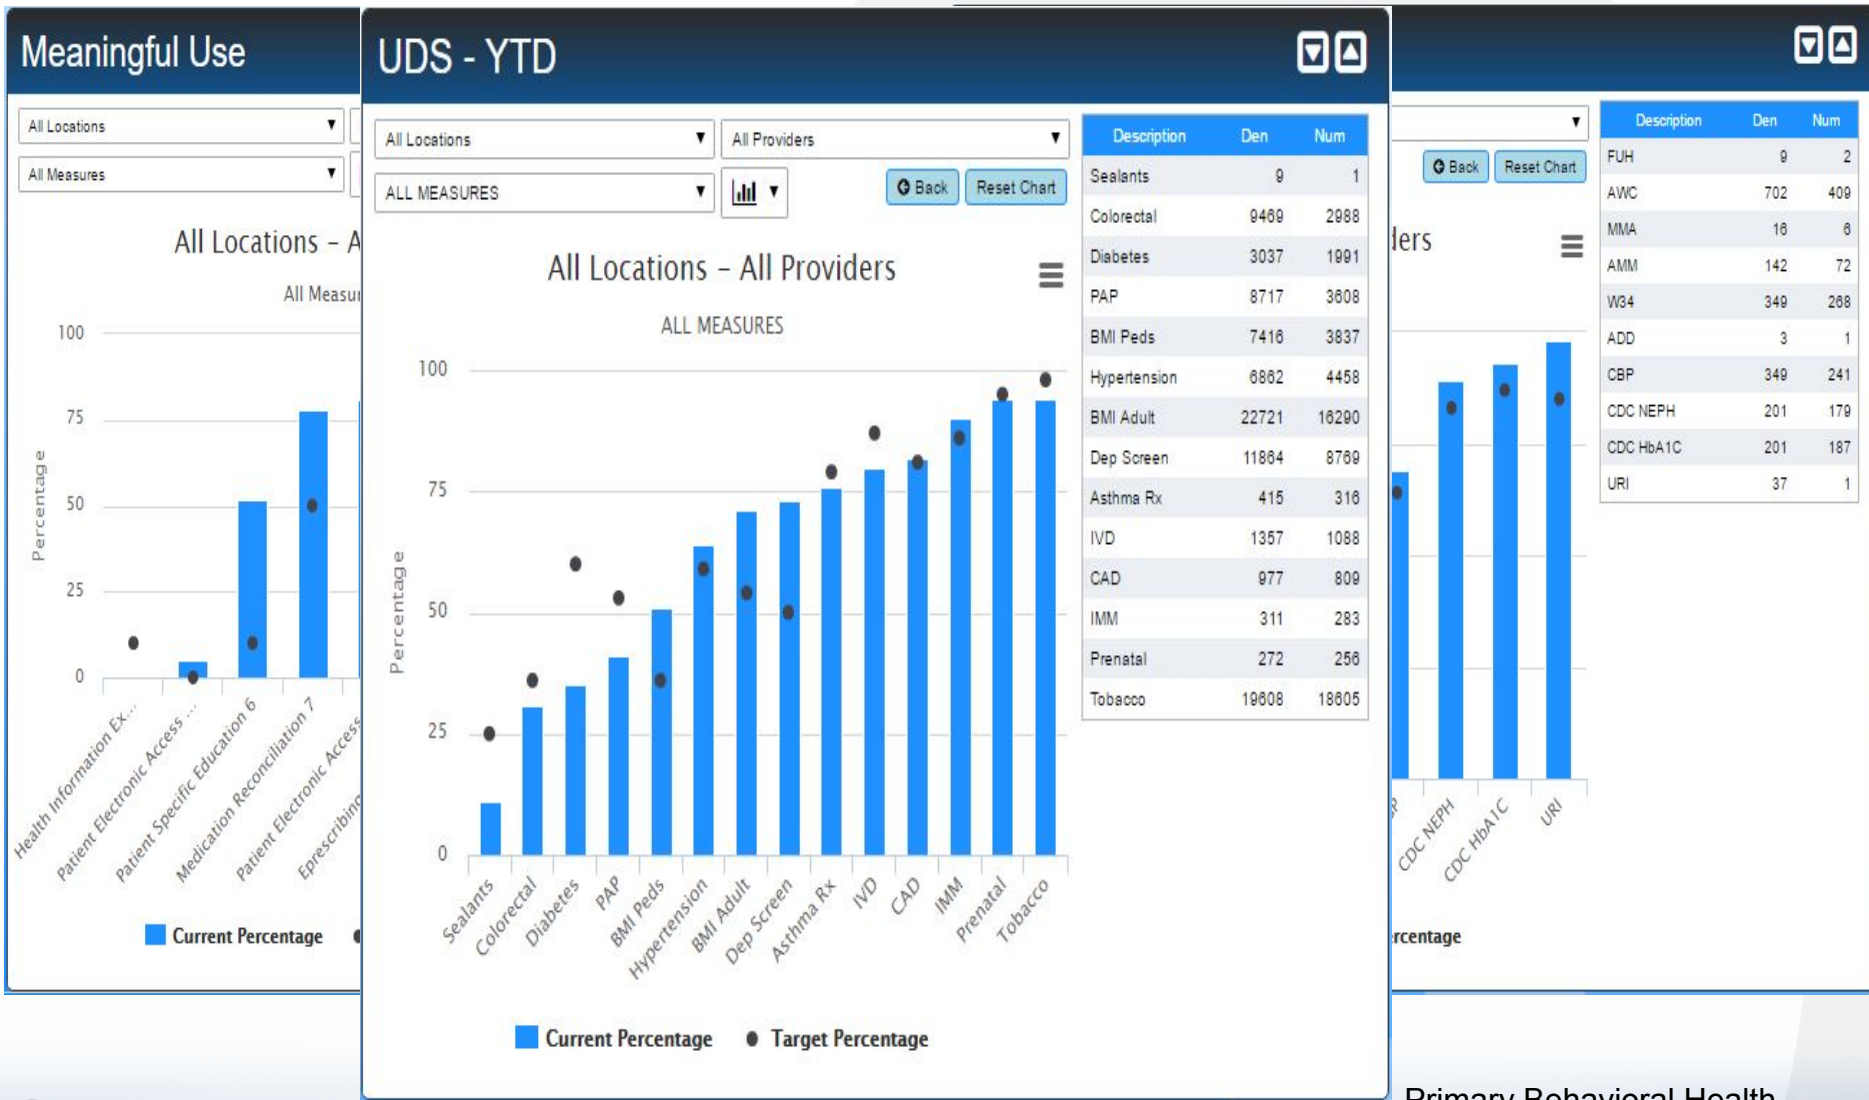 Meaningful Use
All Locations
All Measures
All Locations – A
All Measu
100
75
50
25
0
Percentage
Health Information Ex...
Patient Electronic Access ...
Patient Specific Education 6
Medication Reconciliation 7
Patient Electronic Access
Eprescribing
Current Percentage
UDS - YTD
All Locations
All Providers
ALL MEASURES
Back
Reset Chart
All Locations – All Providers
ALL MEASURES
100
75
50
25
0
Percentage
Sealants
Colorectal
Diabetes
PAP
BMI Peds
Hypertension
BMI Adult
Dep Screen
Asthma Rx
IVD
CAD
IMM
Prenatal
Tobacco
Current Percentage
Target Percentage
Description Den Num
Sealants 9 1
Colorectal 9469 2988
Diabetes 3037 1991
PAP 8717 3608
BMI Peds 7416 3837
Hypertension 6862 4458
BMI Adult 22721 16290
Dep Screen 11864 8769
Asthma Rx 415 316
IVD 1357 1088
CAD 977 809
IMM 311 283
Prenatal 272 256
Tobacco 19608 18605
Back
Reset Chart
ders
CDC NEPH
CDC HbA1C
URI
rcentage
Description Den Num
FUH 9 2
AWC 702 409
MMA 16 6
AMM 142 72
W34 349 268
ADD 3 1
CBP 349 241
CDC NEPH 201 179
CDC HbA1C 201 187
URI 37 1
Primary Behavioral Health